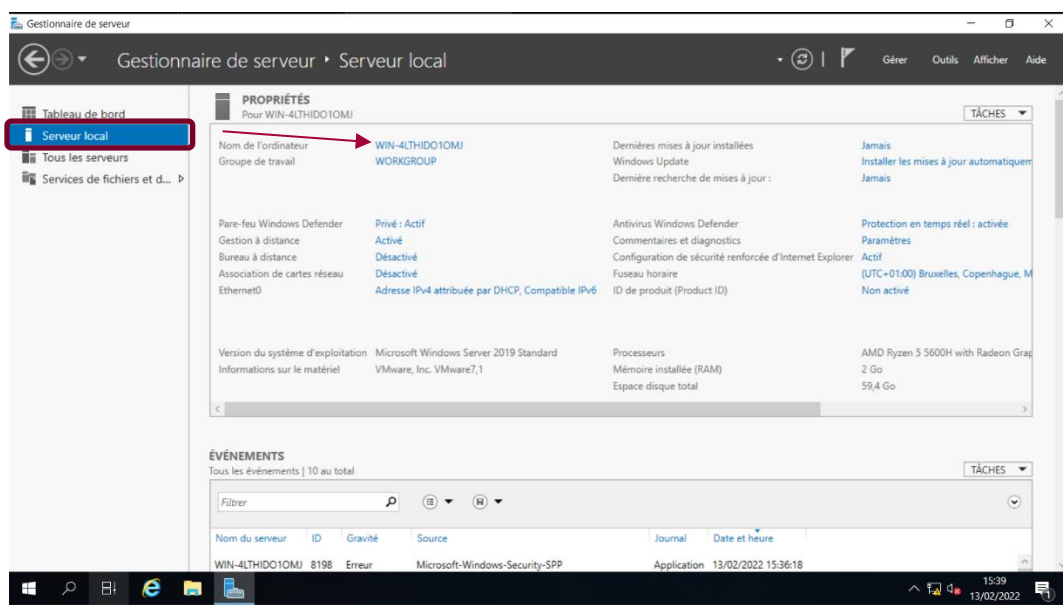 Gestionnaire de serveur
Gestionnaire de serveur • Serveur local
Gérer Outils Afficher Aide
Tableau de bord
Serveur local
Tous les serveurs
Services de fichiers et d...
PROPRIÉTÉS
Pour WIN-4LTHIDO1OMJ
TÂCHES
Nom de l'ordinateur WIN-4LTHIDO1OMJ Dernières mises à jour installées Jamais
Groupe de travail WORKGROUP Windows Update Installer les mises à jour automatiquem
Dernière recherche de mises à jour : Jamais
Pare-feu Windows Defender Privé : Actif Antivirus Windows Defender Protection en temps réel : activée
Gestion à distance Activé Commentaires et diagnostics Paramètres
Bureau à distance Désactivé Configuration de sécurité renforcée d'Internet Explorer Actif
Association de cartes réseau Désactivé Fuseau horaire (UTC+01:00) Bruxelles, Copenhague, M
Ethernet0 Adresse IPv4 attribuée par DHCP, Compatible IPv6 ID de produit (Product ID) Non activé
Version du système d'exploitation Microsoft Windows Server 2019 Standard Processeurs AMD Ryzen 5 5600H with Radeon Grap
Informations sur le matériel VMware, Inc. VMware7,1 Mémoire installée (RAM) 2 Go
Espace disque total 59,4 Go
ÉVÉNEMENTS
Tous les événements | 10 au total
TÂCHES
Filtrer
Nom du serveur ID Gravité Source Journal Date et heure
WIN-4LTHIDO1OMJ 8198 Erreur Microsoft-Windows-Security-SPP Application 13/02/2022 15:36:18
15:39
13/02/2022